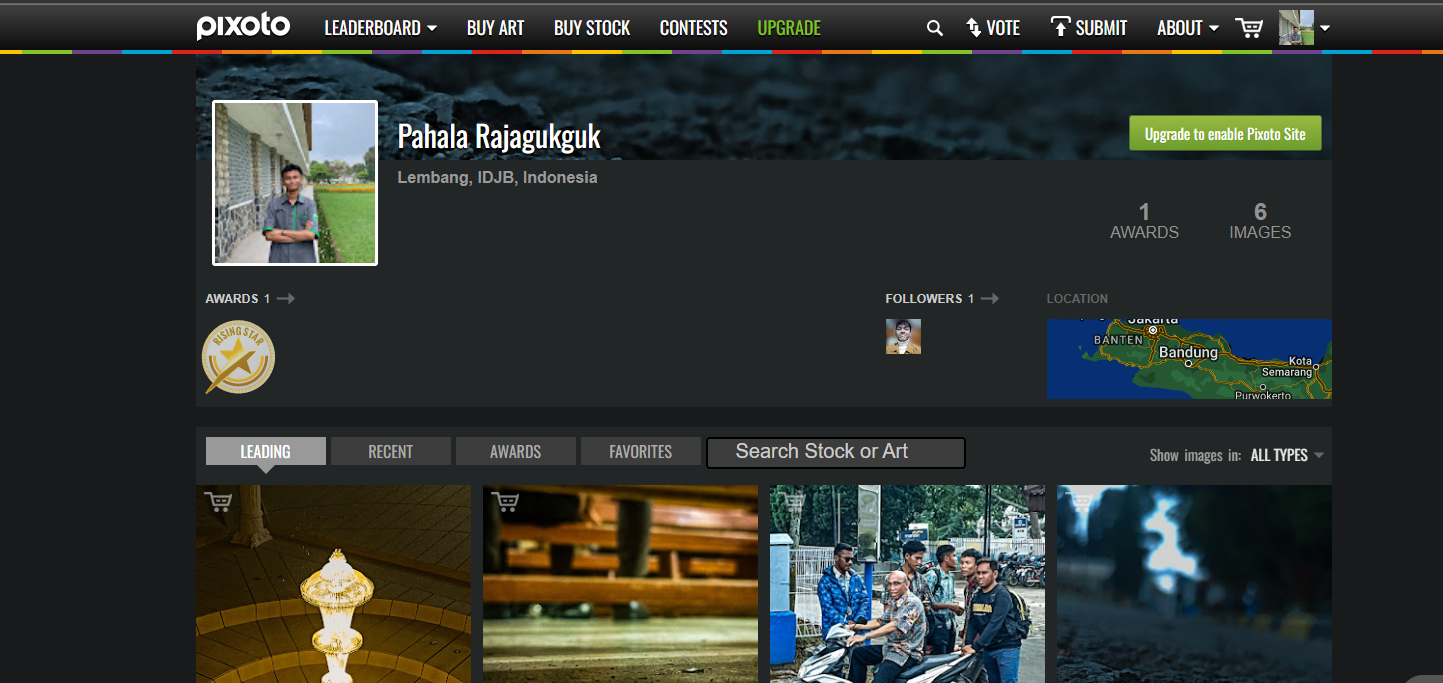 pixoto LEADERBOARD BUY ART BUY STOCK CONTESTS UPGRADE VOTE SUBMIT ABOUT
Pahala Rajagukguk
Upgrade to enable Pixoto Site
Lembang, IDJB, Indonesia
1 6
AWARDS IMAGES
AWARDS 1 FOLLOWERS 1 LOCATION
RISING STAR
Jakarta
BANTEN
Bandung
Kota
Semarang
Purwokerto
LEADING RECENT AWARDS FAVORITES Search Stock or Art Show images in: ALL TYPES